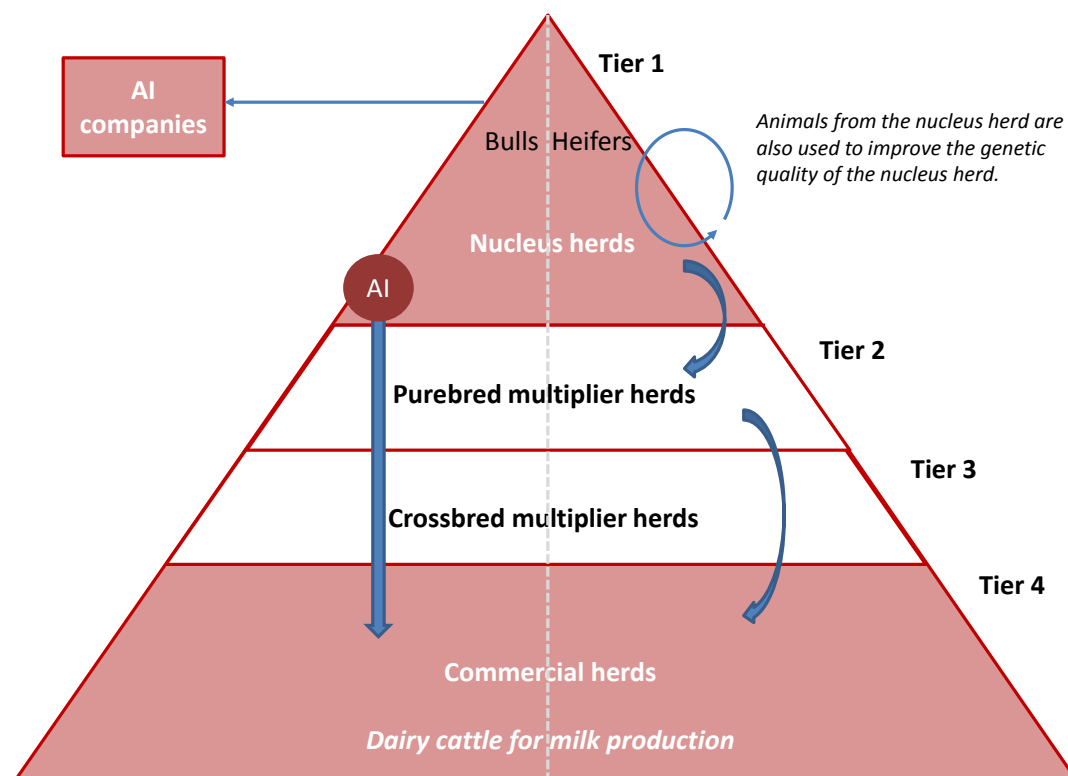 Tier 1
AI
companies
Bulls Heifers
Animals from the nucleus herd are
also used to improve the genetic
quality of the nucleus herd.
Nucleus herds
AI
Tier 2
Purebred multiplier herds
Tier 3
Crossbred multiplier herds
Tier 4
Commercial herds
Dairy cattle for milk production